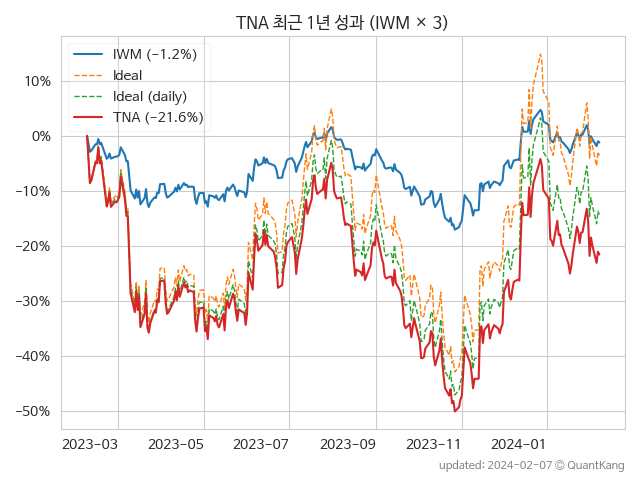 TNA 최근 1년 성과 (IWM × 3)
IWM (−1.2%)
Ideal
Ideal (daily)
TNA (−21.6%)
10%
0%
−10%
−20%
−30%
−40%
−50%
2023-03 2023-05 2023-07 2023-09 2023-11 2024-01
updated: 2024-02-07 © QuantKang